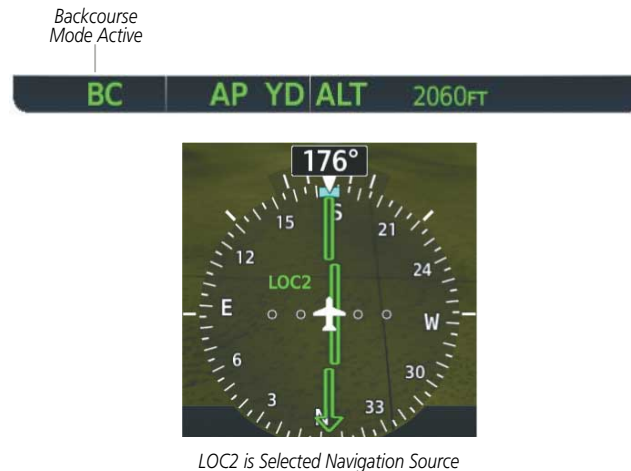 Backcourse
Mode Active
BC AP YD ALT 2060FT
176°
S
15 21
12 24
LOC2
E W
6 30
3 33
N
LOC2 is Selected Navigation Source